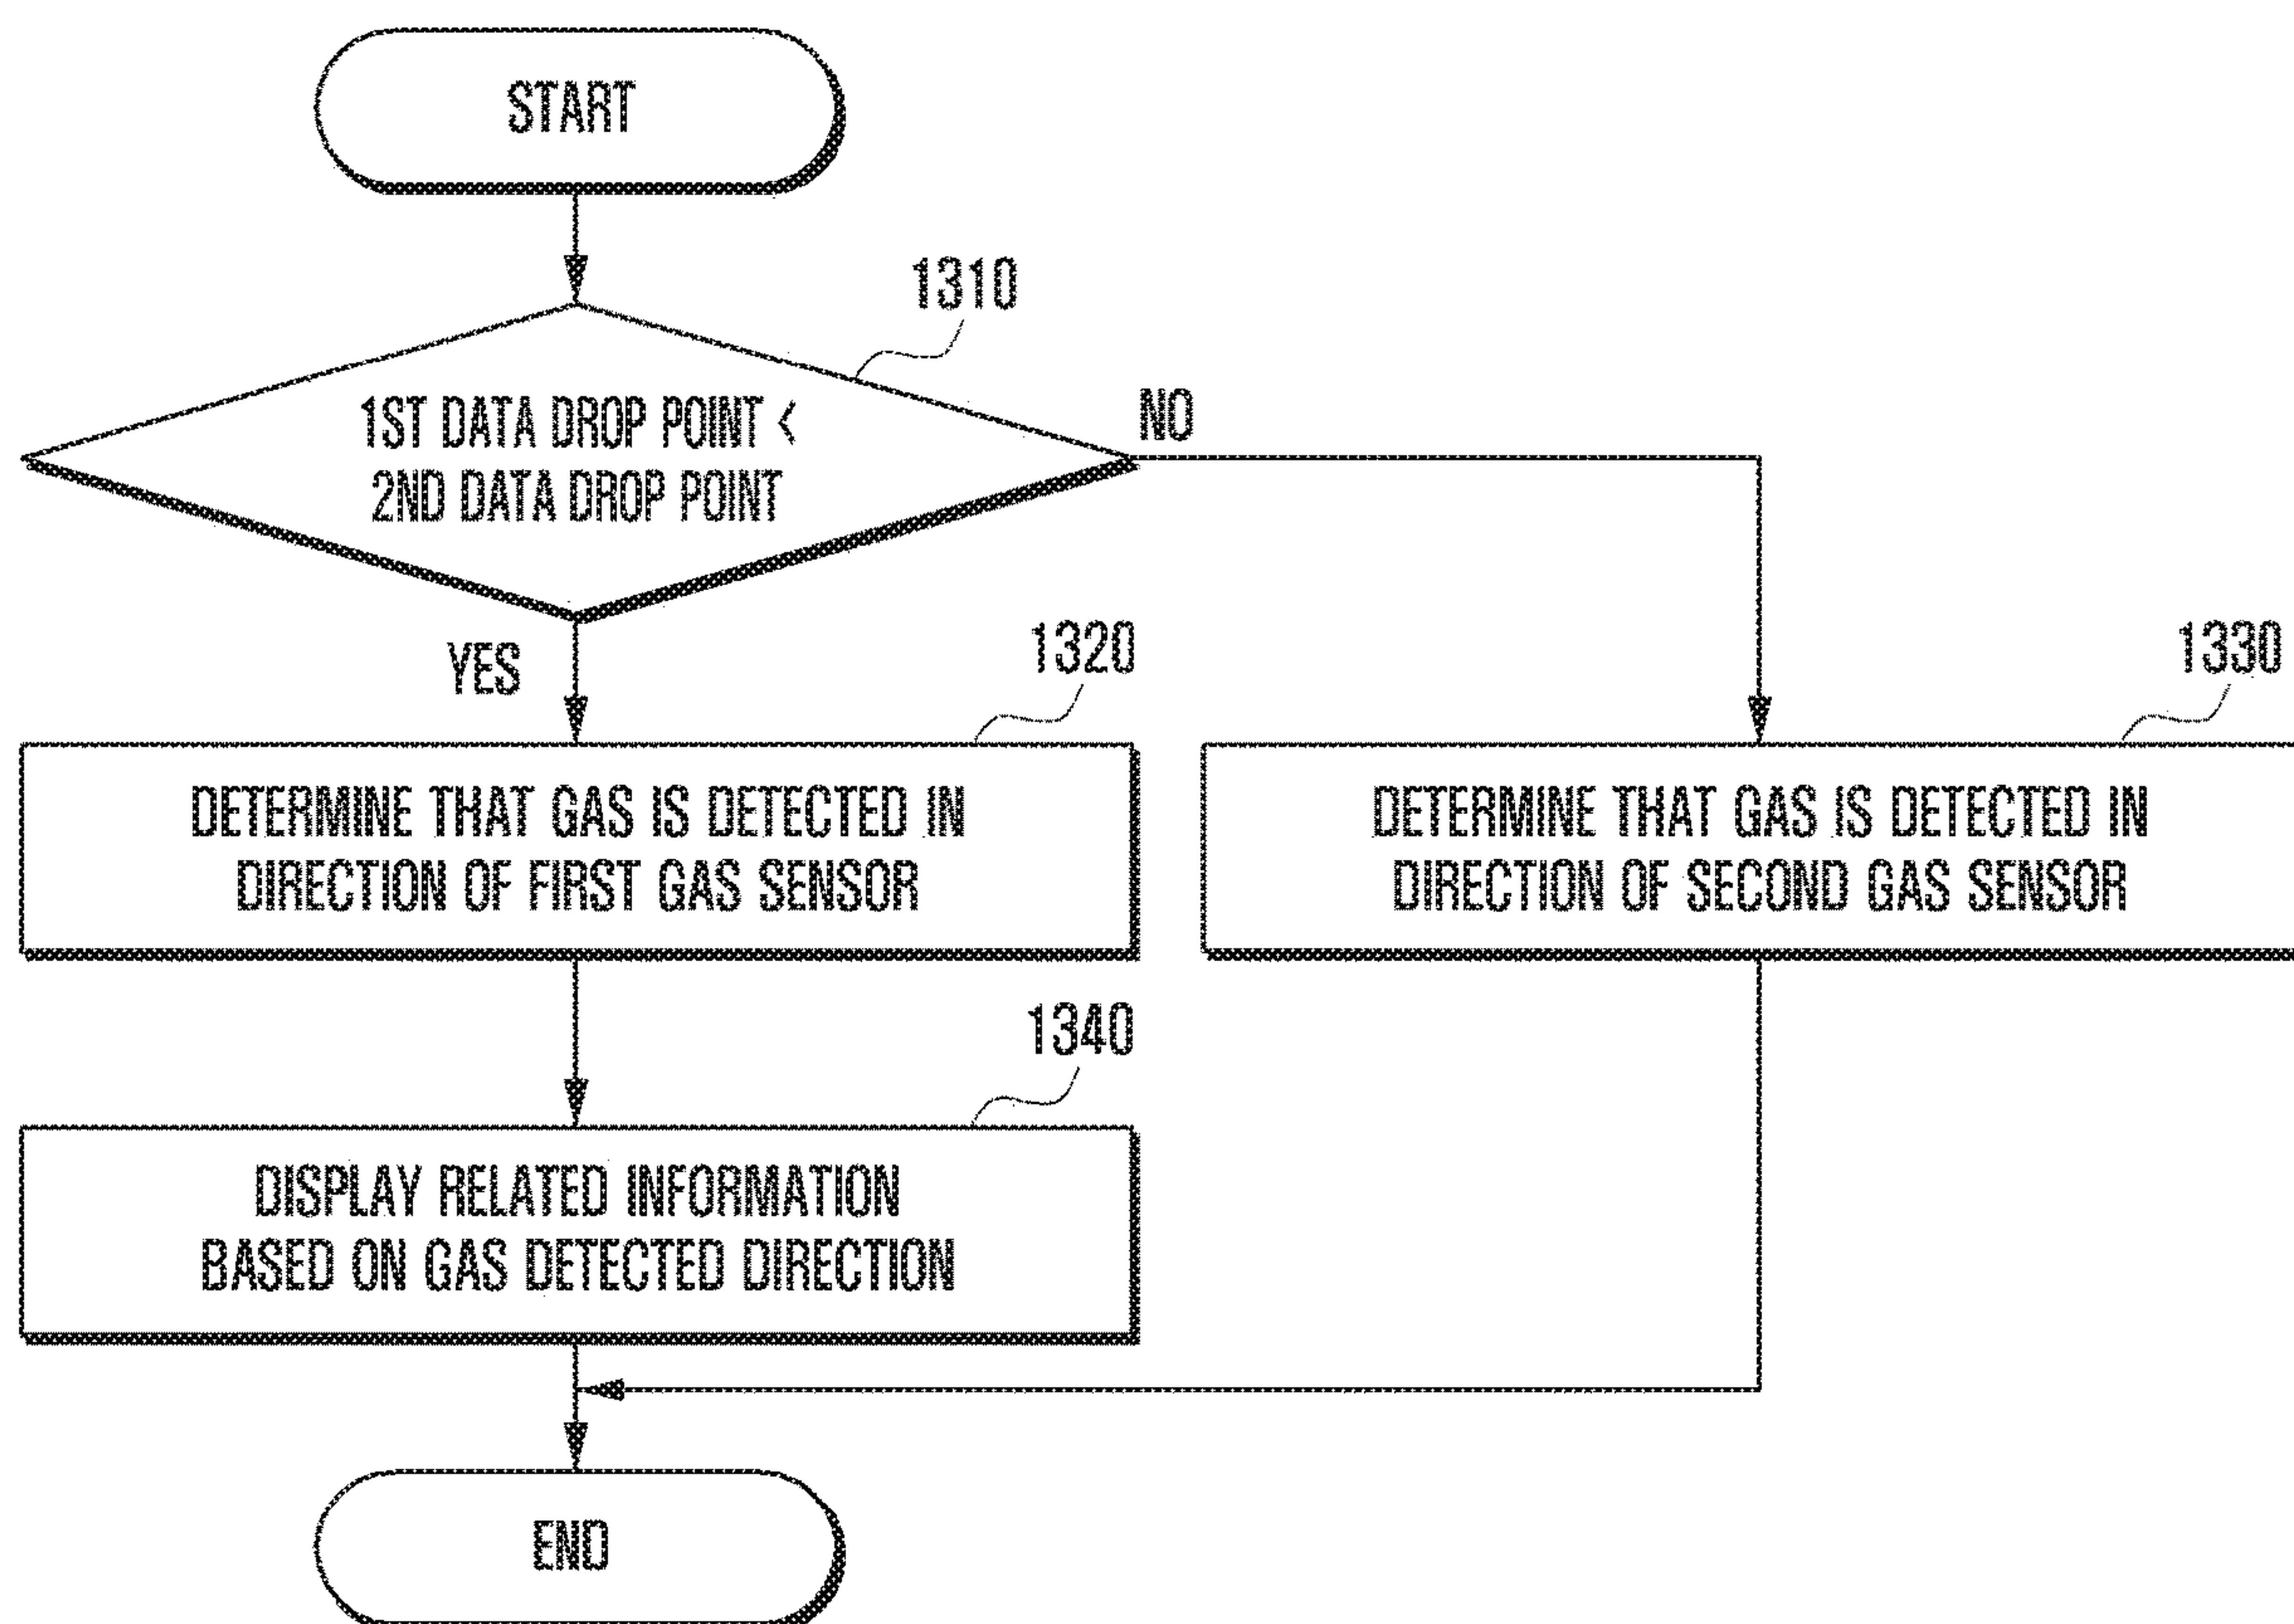 START
1310
1ST DATA DROP POINT <
2ND DATA DROP POINT
NO
YES
1320
1330
DETERMINE THAT GAS IS DETECTED IN
DIRECTION OF FIRST GAS SENSOR
DETERMINE THAT GAS IS DETECTED IN
DIRECTION OF SECOND GAS SENSOR
1340
DISPLAY RELATED INFORMATION
BASED ON GAS DETECTED DIRECTION
END